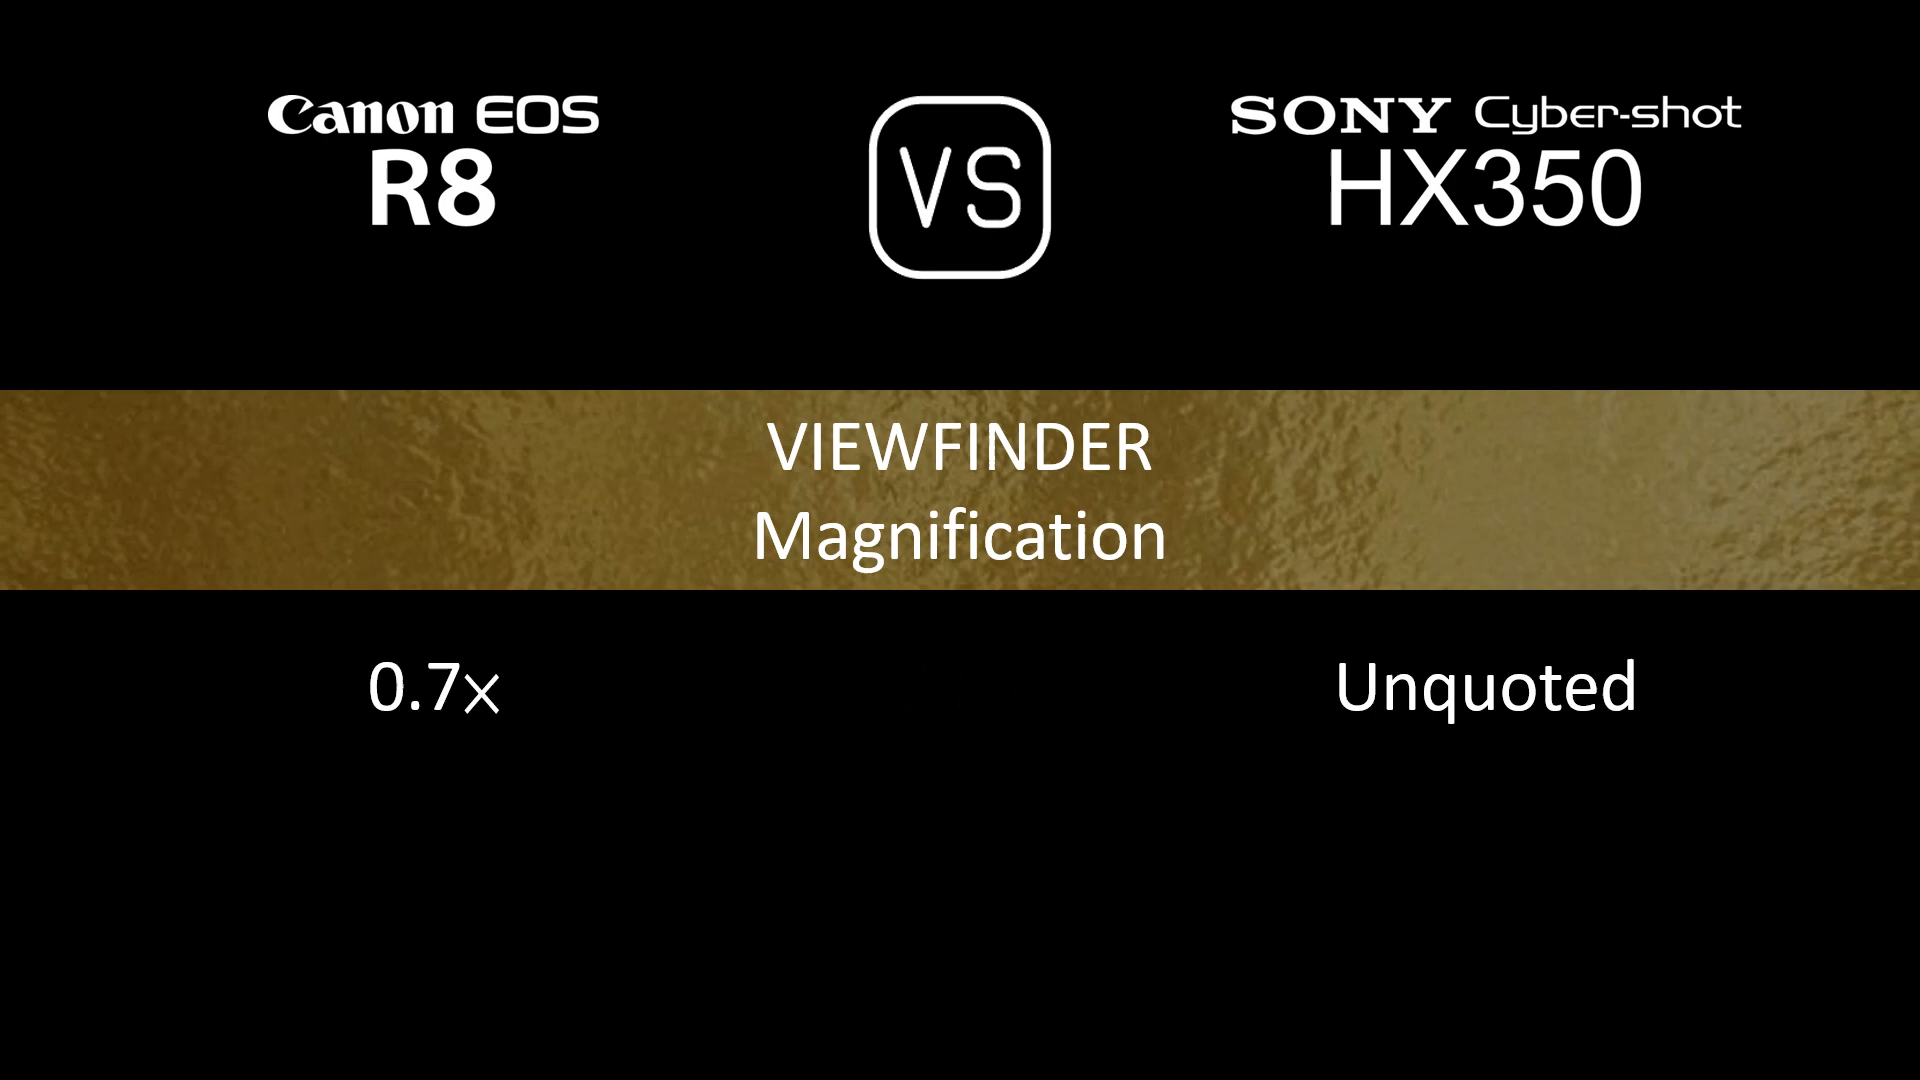 Canon EOS
R8
VS
SONY Cyber-shot
HX350
VIEWFINDER
Magnification
0.7x
Unquoted